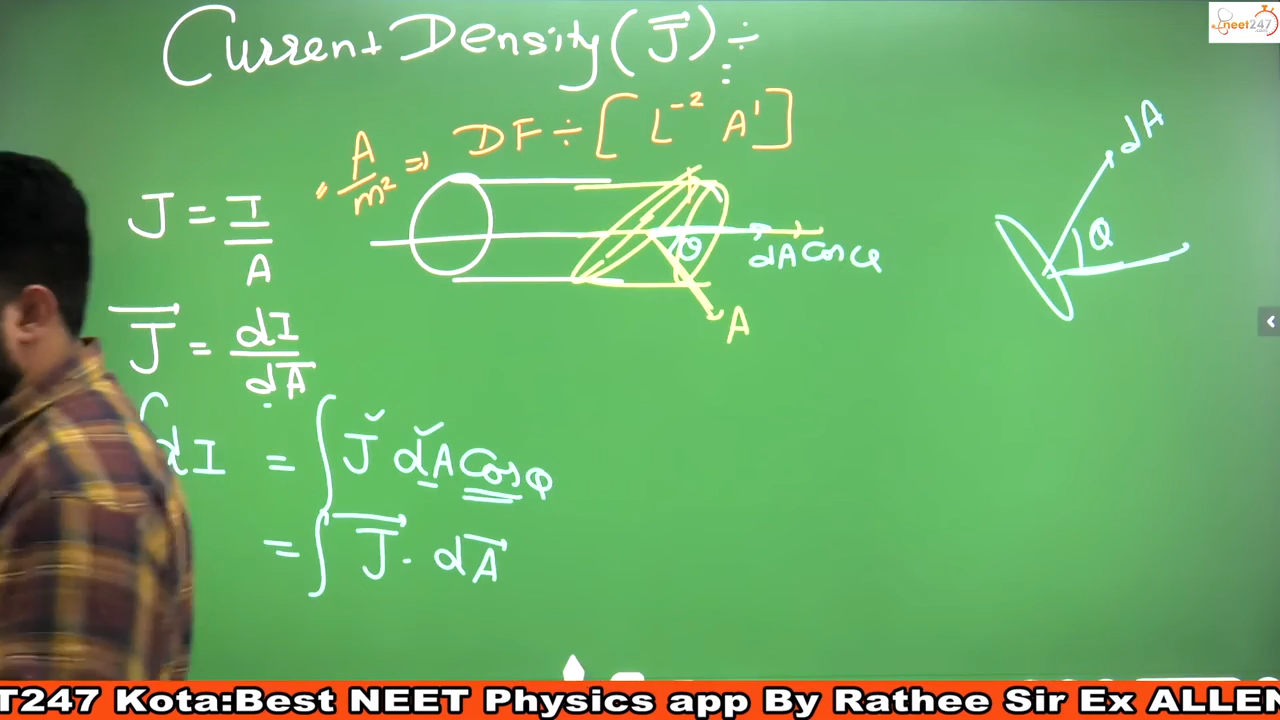 Current Density (J⃗) ÷
= A/m² ⇒ DF ÷ [L⁻² A¹]
J = I/A
dA cosθ
θ
A
dA
θ
J⃗ = dI/dA⃗
∫ dI = ∫ J dA Cosθ
= ∫ J⃗ . dA⃗
neet247
T247 Kota:Best NEET Physics app By Rathee Sir Ex ALLEN